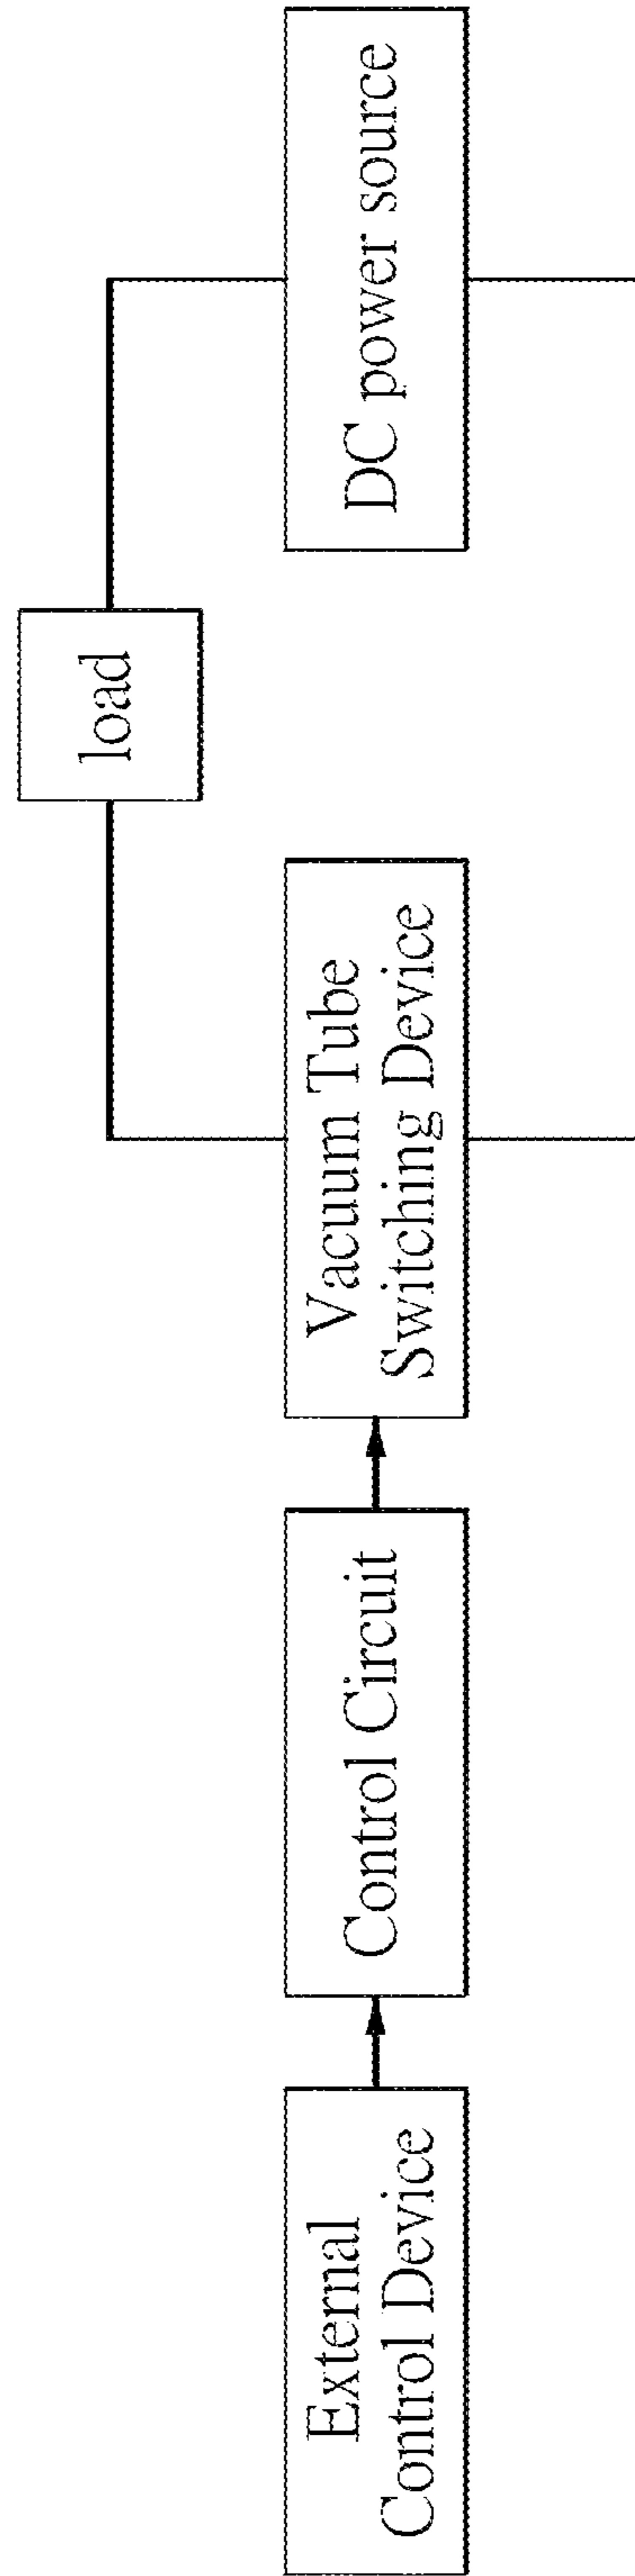 External
Control Device
Control Circuit
Vacuum Tube
Switching Device
load
DC power source